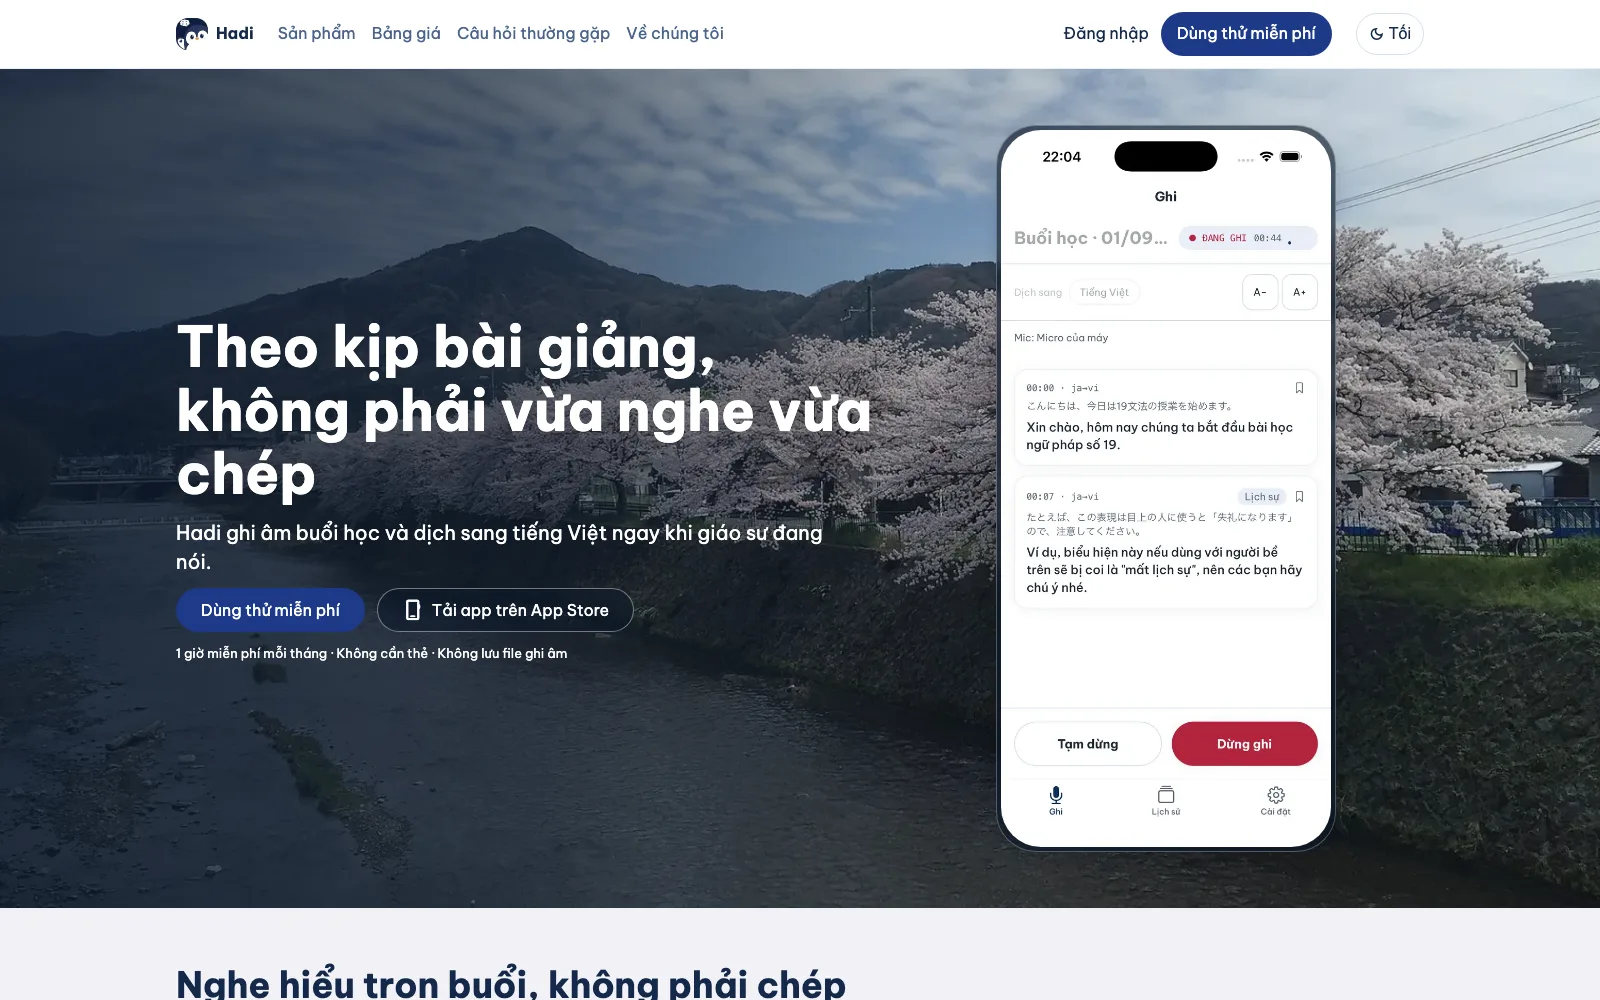 Hadi
Sản phẩm
Bảng giá
Câu hỏi thường gặp
Về chúng tôi
Đăng nhập
Dùng thử miễn phí
Tối
Theo kịp bài giảng,
không phải vừa nghe vừa
chép
Hadi ghi âm buổi học và dịch sang tiếng Việt ngay khi giáo sư đang
nói.
Dùng thử miễn phí
Tải app trên App Store
1 giờ miễn phí mỗi tháng · Không cần thẻ · Không lưu file ghi âm
22:04
Ghi
Buổi học · 01/09...
ĐANG GHI 00:44
Dịch sang
Tiếng Việt
A-
A+
Mic: Micro của máy
00:00 · ja→vi
こんにちは、今日は19文法の授業を始めます。
Xin chào, hôm nay chúng ta bắt đầu bài học
ngữ pháp số 19.
00:07 · ja→vi
Lịch sự
たとえば、この表現は目上の人に使うと「失礼になります」
ので、注意してください。
Ví dụ, biểu hiện này nếu dùng với người bề
trên sẽ bị coi là "mất lịch sự", nên các bạn hãy
chú ý nhé.
Tạm dừng
Dừng ghi
Ghi
Lịch sử
Cài đặt
Nghe hiểu trọn buổi, không phải chép